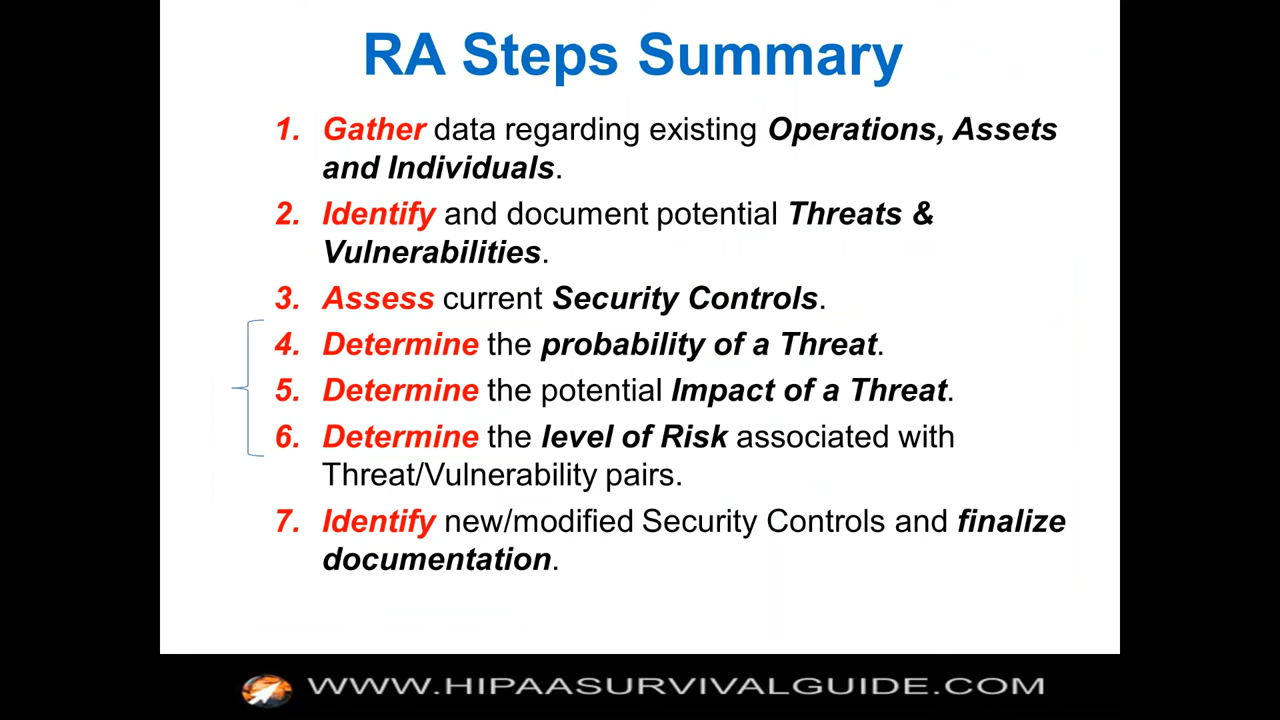 RA Steps Summary
1. Gather data regarding existing Operations, Assets
and Individuals.
2. Identify and document potential Threats &
Vulnerabilities.
3. Assess current Security Controls.
4. Determine the probability of a Threat.
5. Determine the potential Impact of a Threat.
6. Determine the level of Risk associated with
Threat/Vulnerability pairs.
7. Identify new/modified Security Controls and finalize
documentation.
WWW.HIPAASURVIVALGUIDE.COM